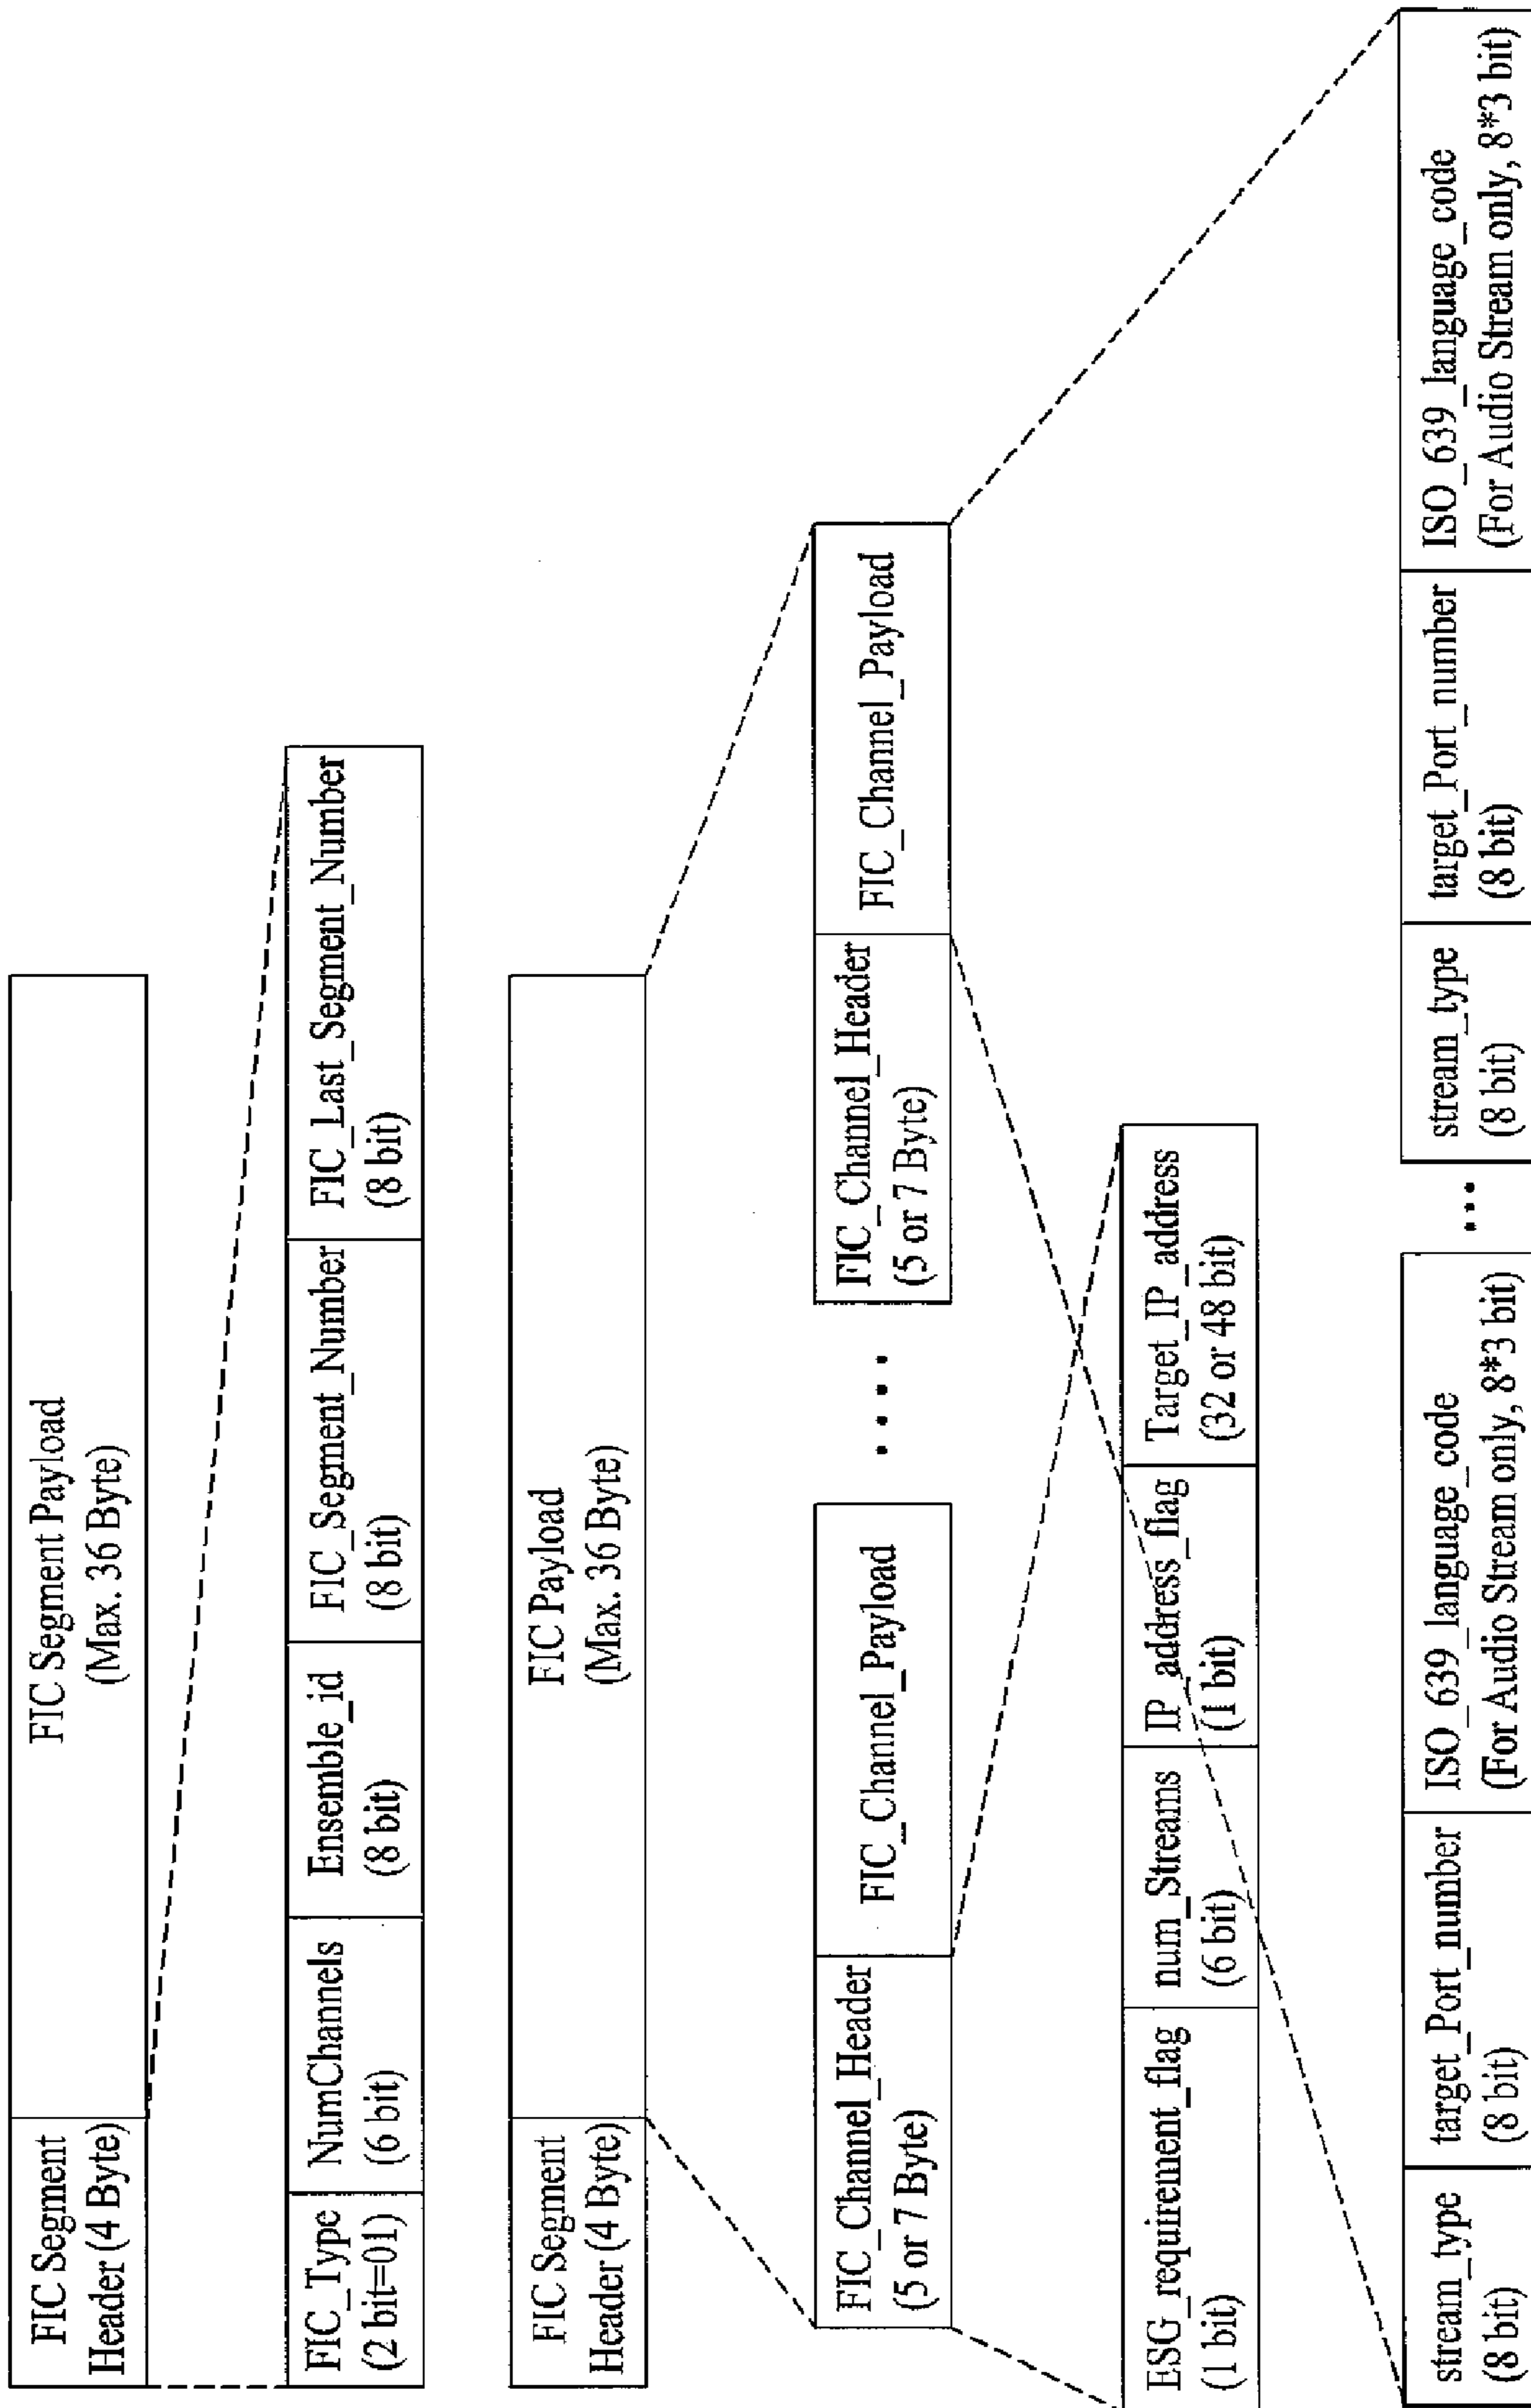 FIC Segment
Header (4 Byte)
FIC Segment Payload
(Max. 36 Byte)
FIC_Type
(2 bit=01)
NumChannels
(6 bit)
Ensemble_id
(8 bit)
FIC_Segment_Number
(8 bit)
FIC_Last_Segment_Number
(8 bit)
FIC Segment
Header (4 Byte)
FIC Payload
(Max. 36 Byte)
FIC_Channel_Header
(5 or 7 Byte)
FIC_Channel_Payload
....
FIC_Channel_Header
(5 or 7 Byte)
FIC_Channel_Payload
ESG_requirement_flag
(1 bit)
num_Streams
(6 bit)
IP_address_flag
(1 bit)
Target_IP_address
(32 or 48 bit)
stream_type
(8 bit)
target_Port_number
(8 bit)
ISO_639_language_code
(For Audio Stream only, 8*3 bit)
...
stream_type
(8 bit)
target_Port_number
(8 bit)
ISO_639_language_code
(For Audio Stream only, 8*3 bit)